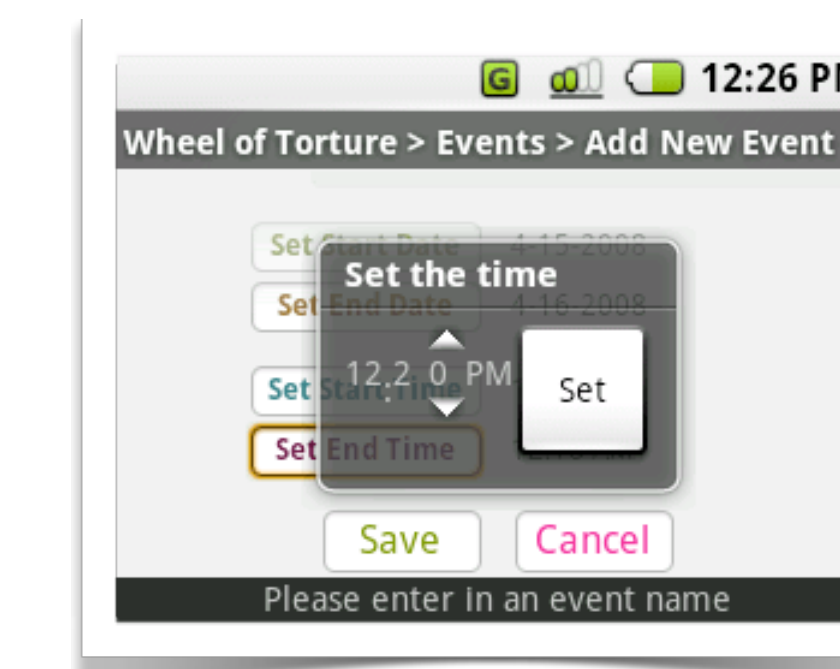 G 12:26 P
Wheel of Torture > Events > Add New Event
Set Start Date 4-15-2008
Set the time
Set End Date 4-16-2008
12:20 PM Set
Set Start Time
Set End Time
Save Cancel
Please enter in an event name